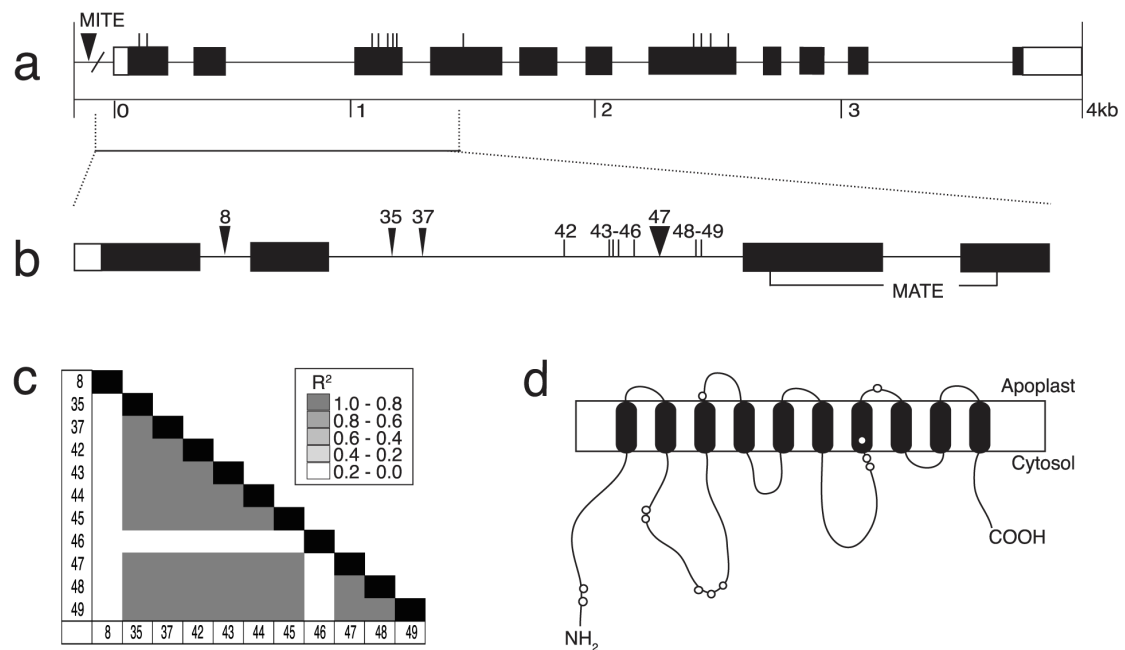 MITE
a
0 1 2 3 4kb
8 35 37 42 43-46 47 48-49
b
MATE
c
8
35
37
42
43
44
45
46
47
48
49
8 35 37 42 43 44 45 46 47 48 49
R²
1.0 - 0.8
0.8 - 0.6
0.6 - 0.4
0.4 - 0.2
0.2 - 0.0
d
Apoplast
Cytosol
COOH
NH₂